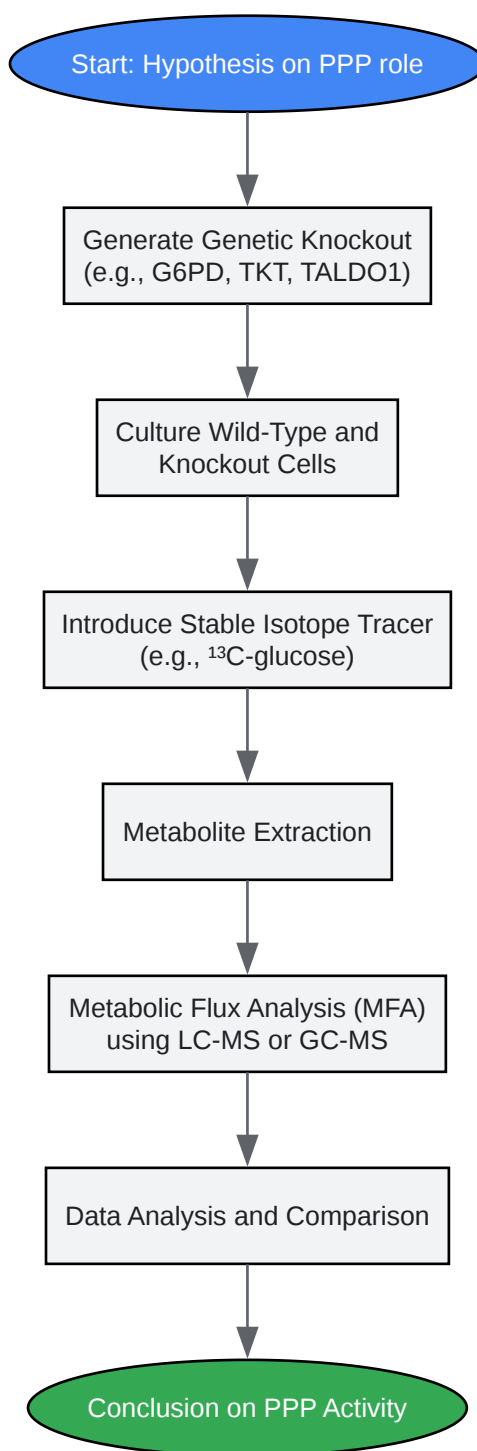 Start: Hypothesis on PPP role
Generate Genetic Knockout
(e.g., G6PD, TKT, TALDO1)
Culture Wild-Type and
Knockout Cells
Introduce Stable Isotope Tracer
(e.g., ¹³C-glucose)
Metabolite Extraction
Metabolic Flux Analysis (MFA)
using LC-MS or GC-MS
Data Analysis and Comparison
Conclusion on PPP Activity